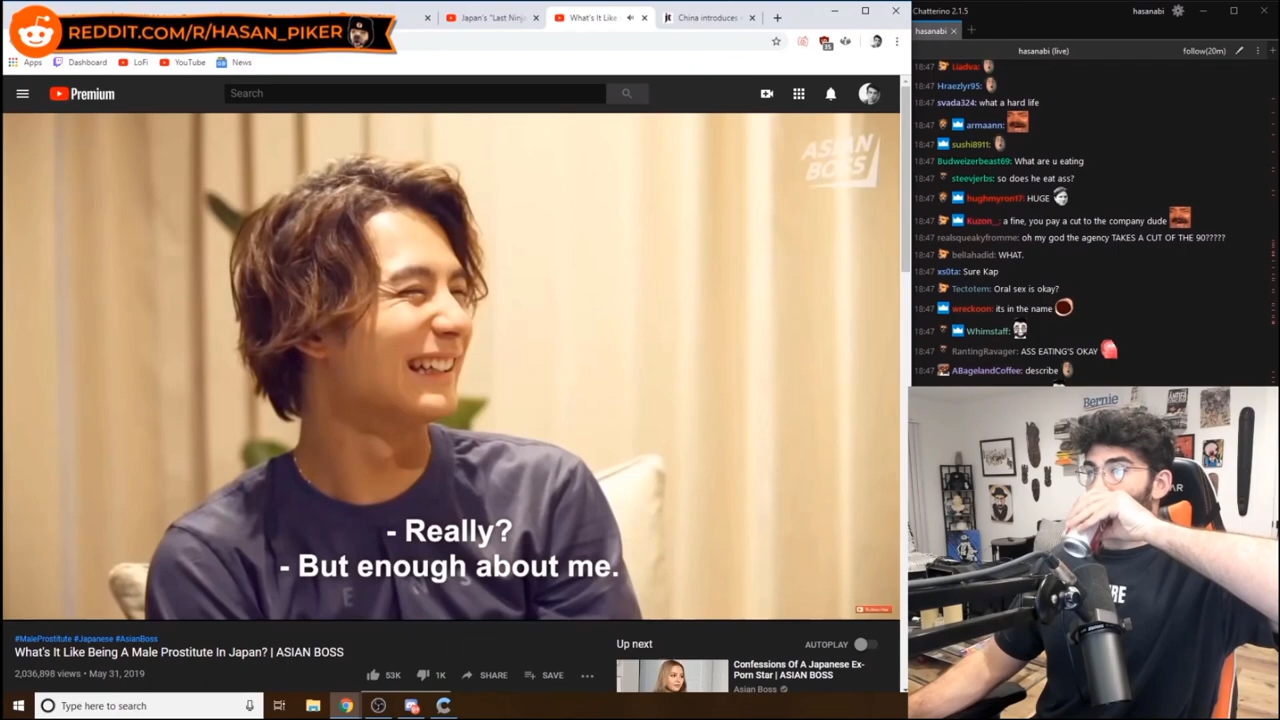 REDDIT.COM/R/HASAN_PIKER
Japan's "Last Ninj
What's It Like
China introduces
Apps
Dashboard
LoFi
YouTube
News
Premium
Search
ASIAN
BOSS
- Really?
- But enough about me.
#MaleProstitute #Japanese #AsianBoss
What's It Like Being A Male Prostitute In Japan? | ASIAN BOSS
2,036,898 views • May 31, 2019
53K
1K
SHARE
SAVE
Up next
AUTOPLAY
Confessions Of A Japanese Ex-
Porn Star | ASIAN BOSS
Asian Boss
Type here to search
Chatterino 2.1.5
hasanabi
hasanabi
hasanabi (live)
follow(20m)
18:47 Liadva:
18:47 Hraezlyr95:
18:47 svada324: what a hard life
18:47 armaann:
18:47 sushi8911:
18:47 Budweizerbeast69: What are u eating
18:47 steevjerbs: so does he eat ass?
18:47 hughmyron17: HUGE
18:47 Kuzon_: a fine, you pay a cut to the company dude
18:47 realsqueakyfromme: oh my god the agency TAKES A CUT OF THE 90?????
18:47 bellahadid: WHAT.
18:47 xs0ta: Sure Kap
18:47 Tectotem: Oral sex is okay?
18:47 wreckoon: its in the name
18:47 Whimstaff:
18:47 RantingRavager: ASS EATING'S OKAY
18:47 ABagelandCoffee: describe
Bernie